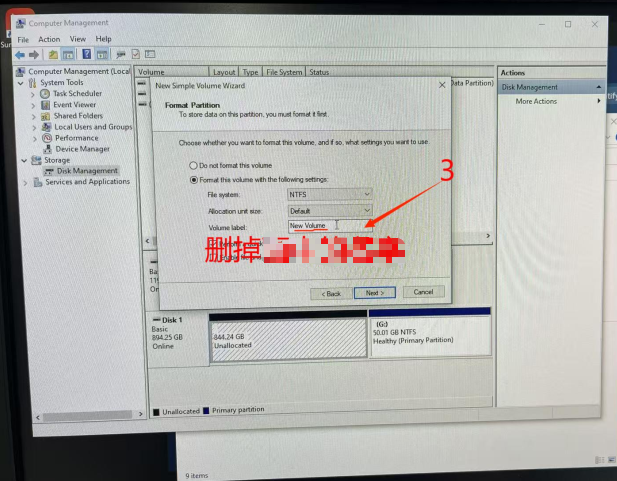 Computer Management
File Action View Help
Computer Management (Local
System Tools
Task Scheduler
Event Viewer
Shared Folders
Local Users and Groups
Performance
Device Manager
Storage
Disk Management
Services and Applications
Volume Layout Type File System Status
Data Partition)
Actions
Disk Management
More Actions
New Simple Volume Wizard
Format Partition
To store data on this partition, you must format it first.
Choose whether you want to format this volume, and if so, what settings you want to use.
Do not format this volume
Format this volume with the following settings:
File system: NTFS
Allocation unit size: Default
Volume label: New Volume
3
删掉
< Back Next > Cancel
Disk 1
Basic
894.25 GB
Online
844.24 GB
Unallocated
(G:)
50.01 GB NTFS
Healthy (Primary Partition)
Unallocated Primary partition
9 items